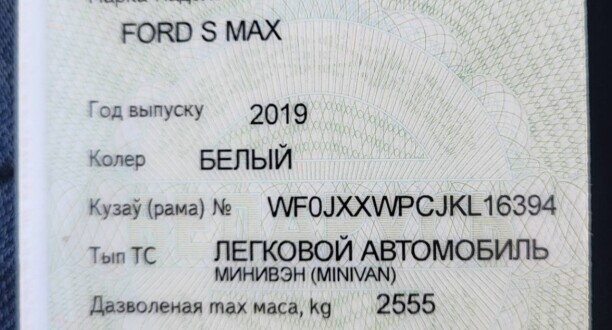 FORD S MAX
Год выпуску 2019
Колер БЕЛЫЙ
Кузаў (рама) № WF0JXXWPCJKL16394
Тып ТС ЛЕГКОВОЙ АВТОМОБИЛЬ
МИНИВЭН (MINIVAN)
Дазволеная max маса, kg 2555